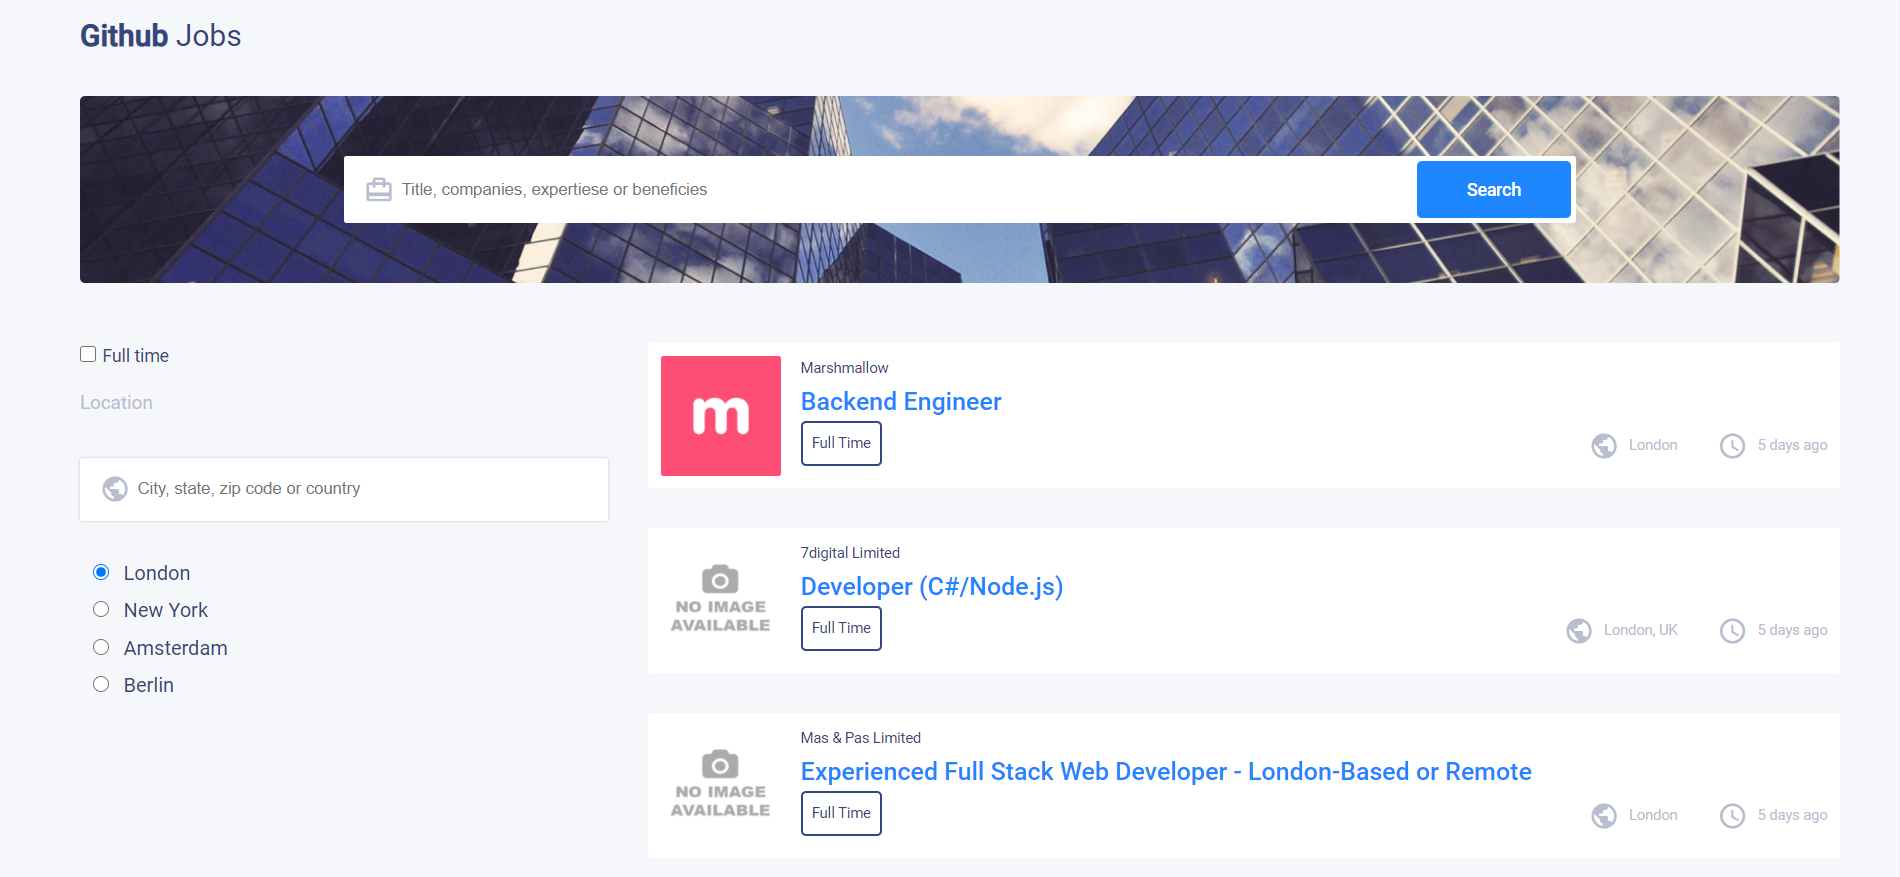 Github Jobs
Title, companies, expertiese or beneficies
Search
Full time
Location
City, state, zip code or country
London
New York
Amsterdam
Berlin
m
Marshmallow
Backend Engineer
Full Time
London
5 days ago
NO IMAGE
AVAILABLE
7digital Limited
Developer (C#/Node.js)
Full Time
London, UK
5 days ago
NO IMAGE
AVAILABLE
Mas & Pas Limited
Experienced Full Stack Web Developer - London-Based or Remote
Full Time
London
5 days ago